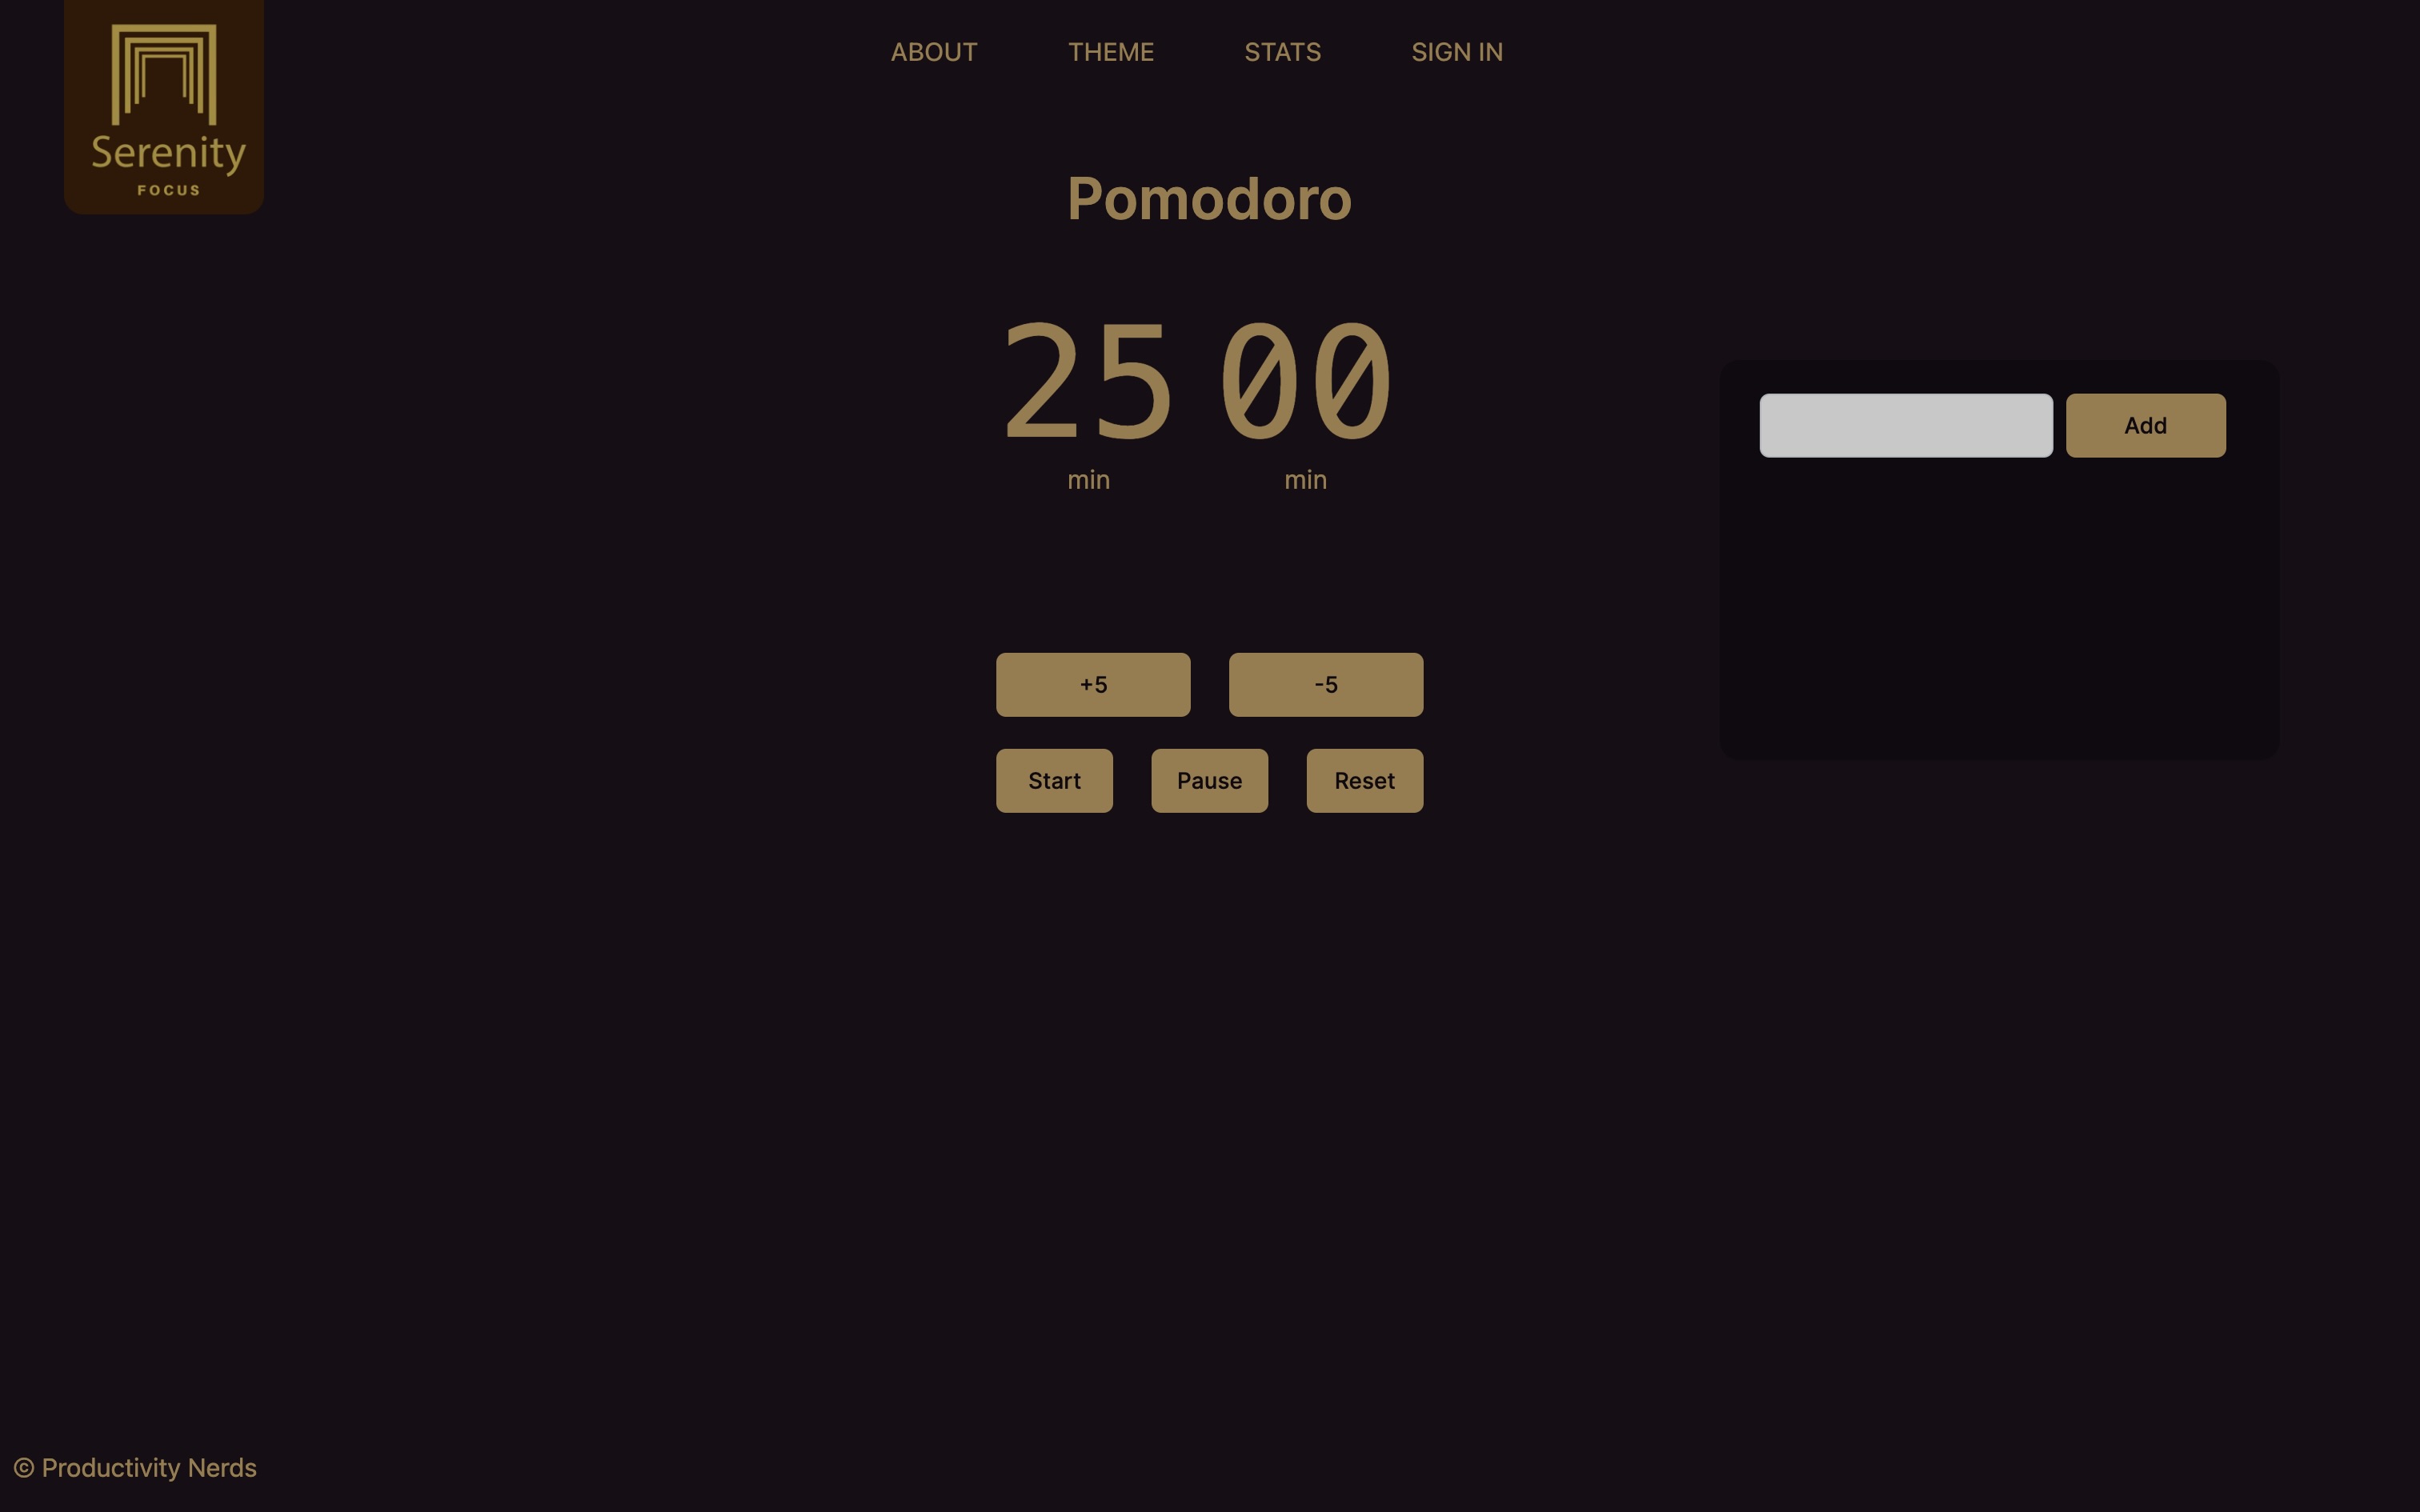 Serenity
FOCUS
ABOUT THEME STATS SIGN IN
Pomodoro
25 00
min min
Add
+5 -5
Start Pause Reset
© Productivity Nerds